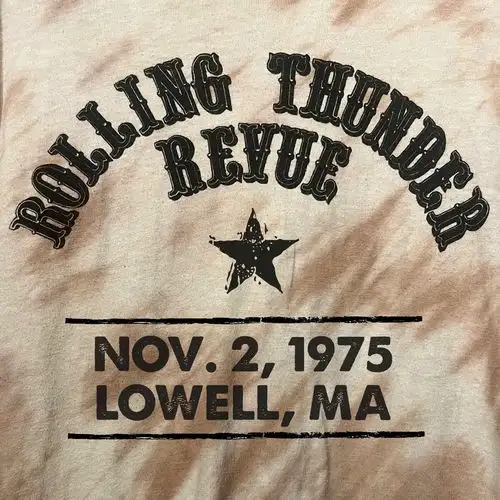 ROLLING THUNDER
REVUE
NOV. 2, 1975
LOWELL, MA